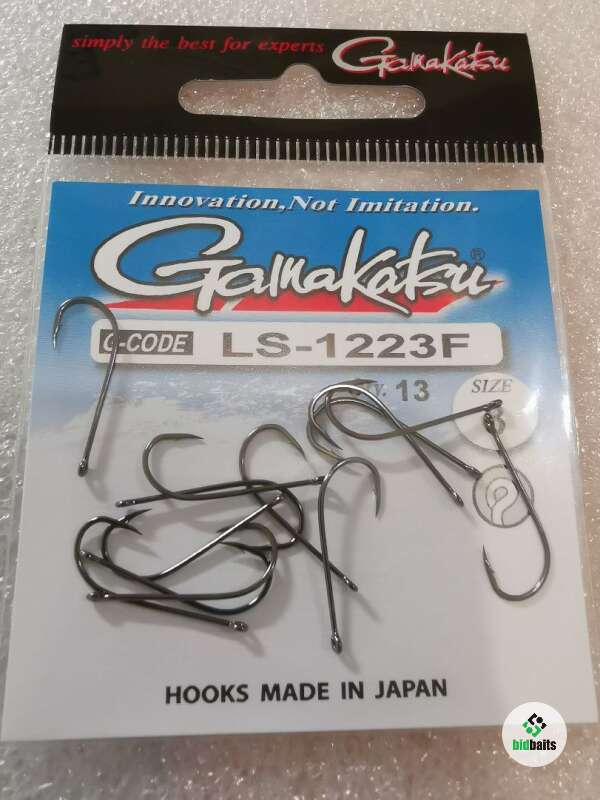 simply the best for experts Gamakatsu
Innovation, Not Imitation.
Gamakatsu®
G-CODE LS-1223F
13 SIZE
HOOKS MADE IN JAPAN
bidbaits